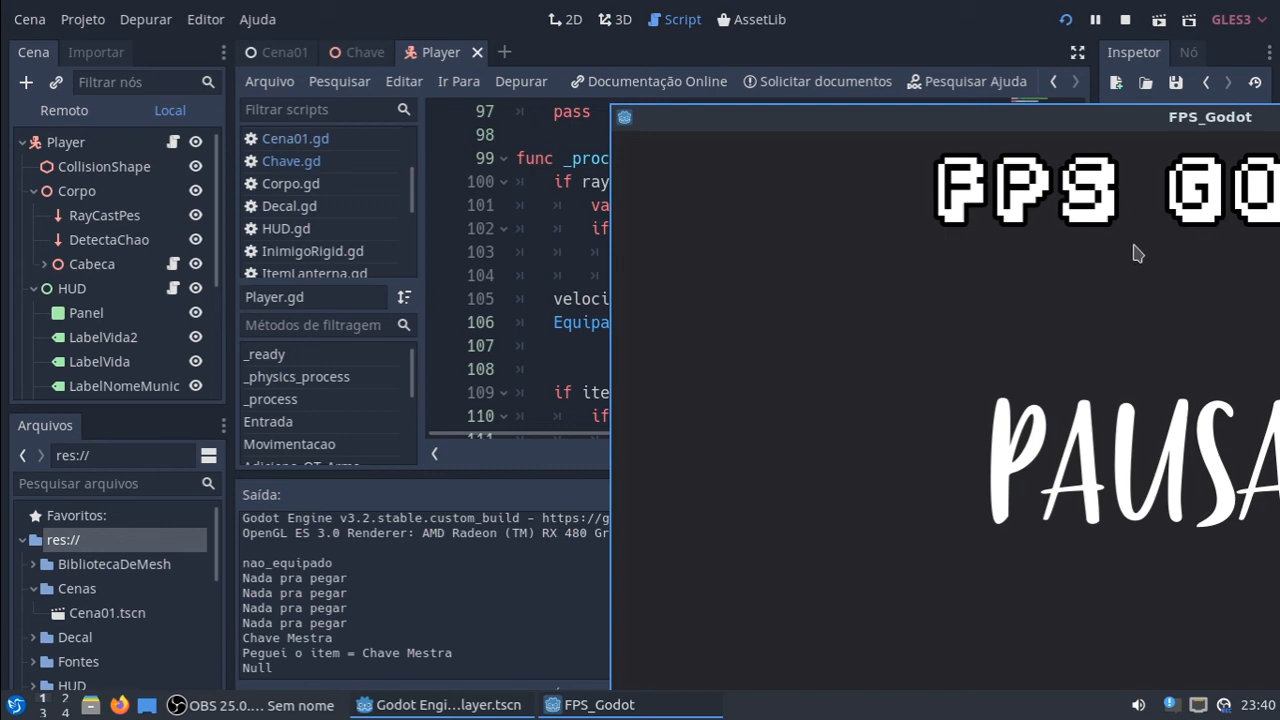 Cena Projeto Depurar Editor Ajuda 2D 3D Script AssetLib GLES3
Cena Importar Cena01 Chave Player Inspetor Nó
Filtrar nós Arquivo Pesquisar Editar Ir Para Depurar Documentação Online Solicitar documentos Pesquisar Ajuda
Remoto Local
Player
CollisionShape
Corpo
RayCastPes
DetectaChao
Cabeca
HUD
Panel
LabelVida2
LabelVida
LabelNomeMunic
Arquivos
res://
Pesquisar arquivos
Favoritos:
res://
BibliotecaDeMesh
Cenas
Cena01.tscn
Decal
Fontes
HUD
Filtrar scripts
Cena01.gd
Chave.gd
Corpo.gd
Decal.gd
HUD.gd
InimigoRigid.gd
ItemLanterna.gd
Player.gd
Métodos de filtragem
_ready
_physics_process
_process
Entrada
Movimentacao
97 pass
98
99 func _proc
100 if ray
101 va
102 if
103
104
105 veloci
106 Equipa
107
108
109 if ite
110 if
Saída:
Godot Engine v3.2.stable.custom_build - https://g
OpenGL ES 3.0 Renderer: AMD Radeon (TM) RX 480 Gr
nao_equipado
Nada pra pegar
Nada pra pegar
Nada pra pegar
Nada pra pegar
Chave Mestra
Peguei o item = Chave Mestra
Null
FPS_Godot
FPS GO
PAUSA
1 2
3 4
OBS 25.0.... Sem nome Godot Engi...layer.tscn FPS_Godot 23:40